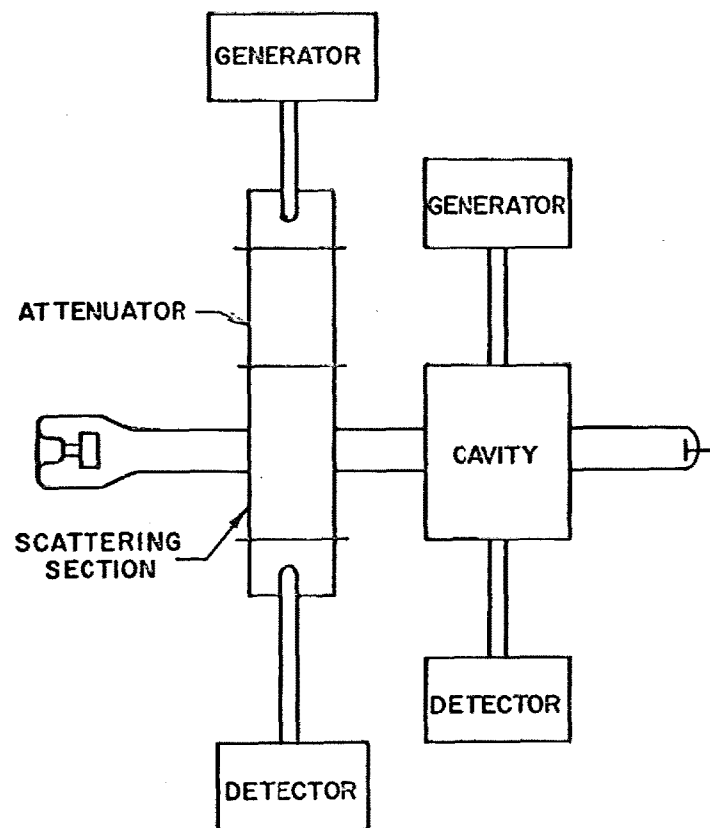 GENERATOR
GENERATOR
ATTENUATOR
CAVITY
SCATTERING
SECTION
DETECTOR
DETECTOR